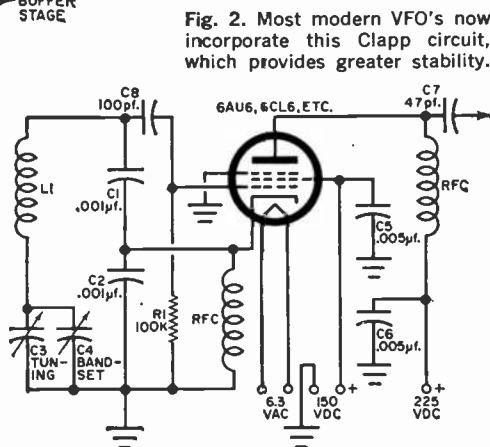 BUFFER
STAGE
Fig. 2. Most modern VFO's now
incorporate this Clapp circuit,
which provides greater stability.
C8
100pf.
6AU6, 6CL6, ETC.
C7
47pf.
L1
C1
.001μf.
RFC
C5
.005μf.
C2
.001μf.
R1
100K
RFC
C6
.005μf.
C3
TUN-
ING
C4
BAND-
SET
6.3
VAC
150
VDC
+
225
VDC
+